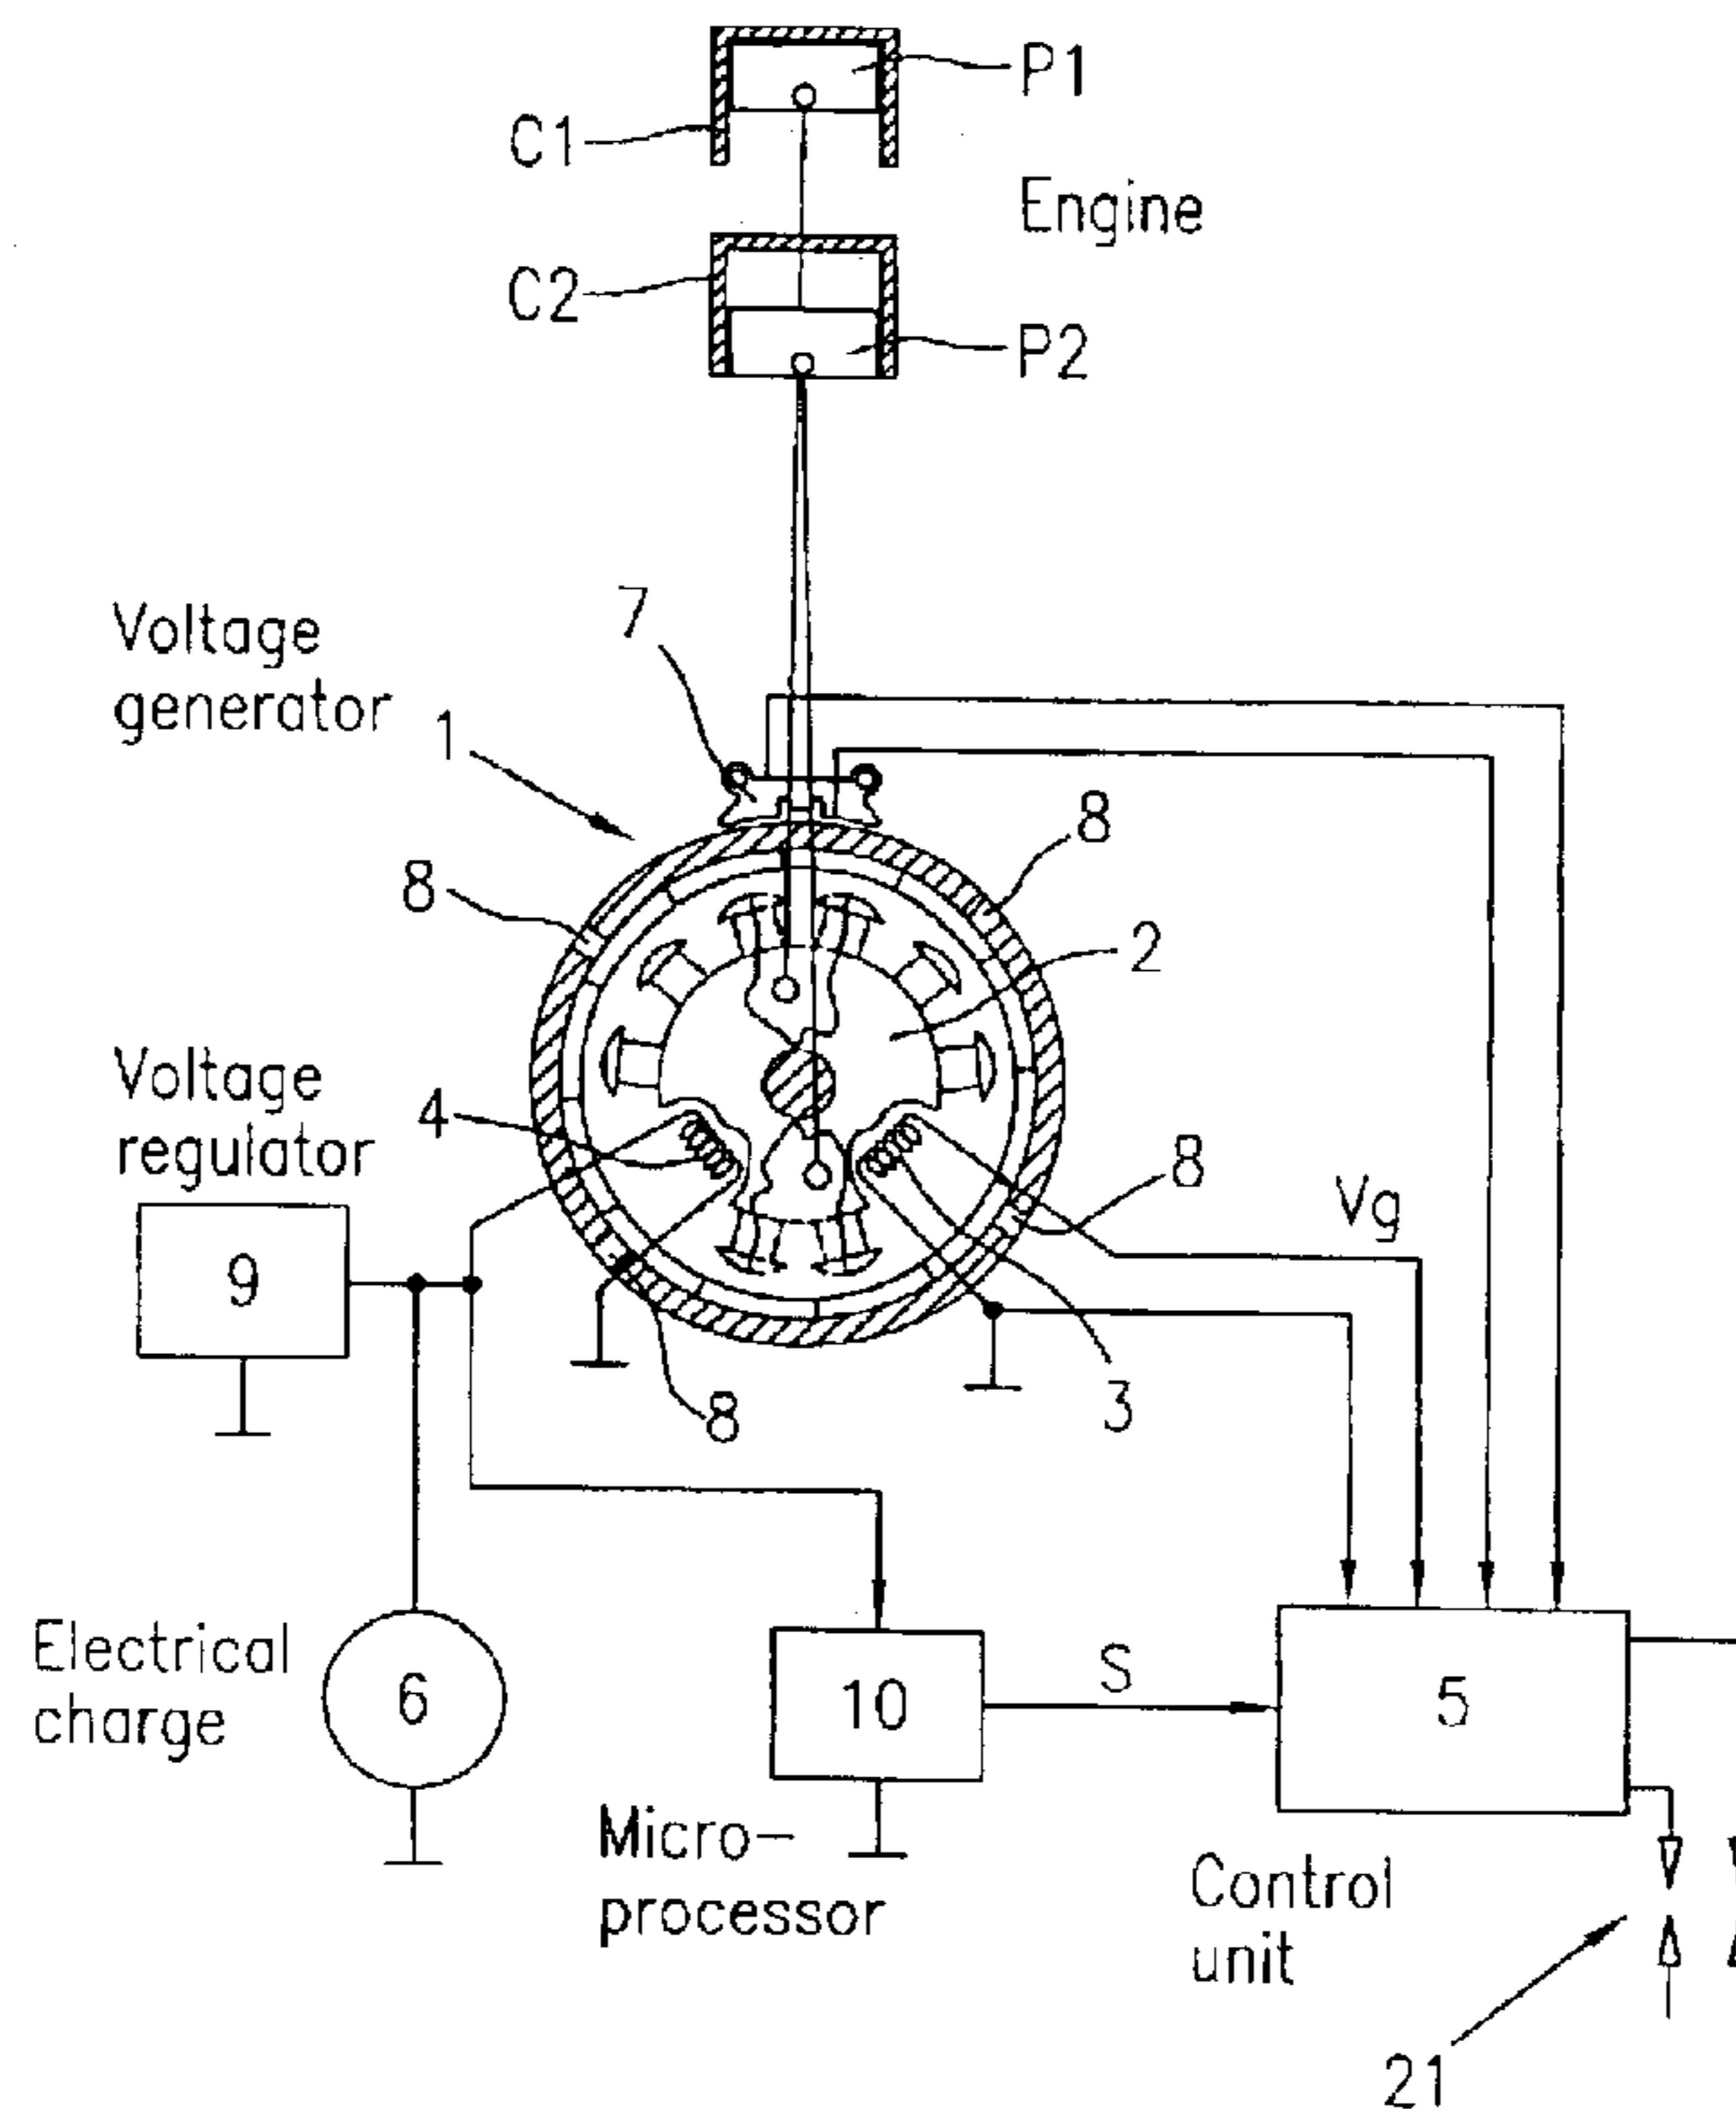 P1
C1
Engine
C2
P2
Voltage
generator
7
1
8
8
2
Voltage
regulator
4
8
Vg
9
3
8
Electrical
charge
6
10
S
5
Micro-
processor
Control
unit
21